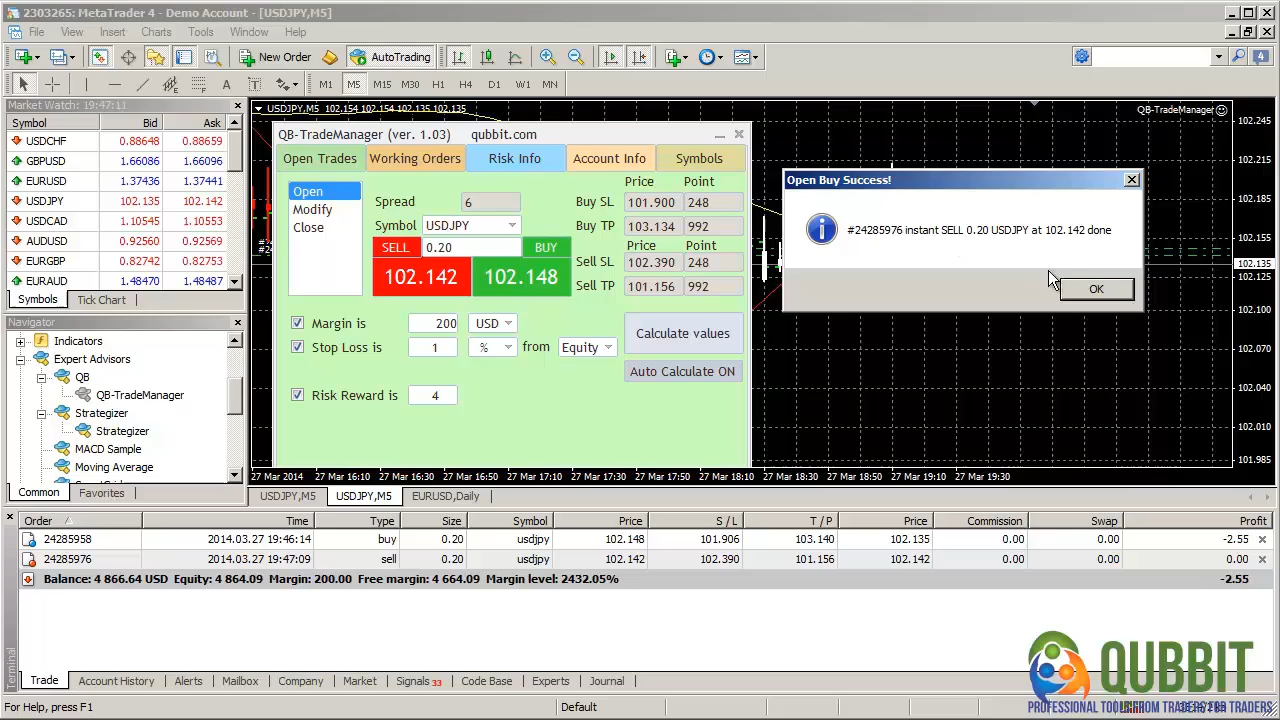 2303265: MetaTrader 4 - Demo Account - [USDJPY,M5]
File View Insert Charts Tools Window Help
New Order AutoTrading 4
A T M1 M5 M15 M30 H1 H4 D1 W1 MN
Market Watch: 19:47:11
Symbol Bid Ask
USDCHF 0.88648 0.88659
GBPUSD 1.66086 1.66096
EURUSD 1.37436 1.37441
USDJPY 102.135 102.142
USDCAD 1.10545 1.10553
AUDUSD 0.92560 0.92565
EURGBP 0.82742 0.82753
EURAUD 1.48470 1.48487
Symbols Tick Chart
Navigator
Indicators
Expert Advisors
QB
QB-TradeManager
Strategizer
Strategizer
MACD Sample
Moving Average
Common Favorites
USDJPY,M5 102.154 102.154 102.135 102.135
QB-TradeManager
QB-TradeManager (ver. 1.03) qubbit.com
Open Trades Working Orders Risk Info Account Info Symbols
Open
Modify
Close
Spread 6
Symbol USDJPY
SELL 0.20 BUY
102.142 102.148
Price Point
Buy SL 101.900 248
Buy TP 103.134 992
Price Point
Sell SL 102.390 248
Sell TP 101.156 992
Margin is 200 USD
Stop Loss is 1 % from Equity
Risk Reward is 4
Calculate values
Auto Calculate ON
Open Buy Success!
#24285976 instant SELL 0.20 USDJPY at 102.142 done
OK
102.245
102.215
102.185
102.155
102.135
102.125
102.100
102.070
102.040
102.010
101.985
27 Mar 2014 27 Mar 16:10 27 Mar 16:30 27 Mar 16:50 27 Mar 17:10 27 Mar 17:30 27 Mar 17:50 27 Mar 18:10 27 Mar 18:30 27 Mar 18:50 27 Mar 19:10 27 Mar 19:30
USDJPY,M5 USDJPY,M5 EURUSD,Daily
Order Time Type Size Symbol Price S / L T / P Price Commission Swap Profit
24285958 2014.03.27 19:46:14 buy 0.20 usdjpy 102.148 101.906 103.140 102.135 0.00 0.00 -2.55
24285976 2014.03.27 19:47:09 sell 0.20 usdjpy 102.142 102.390 101.156 102.142 0.00 0.00 0.00
Balance: 4 866.64 USD Equity: 4 864.09 Margin: 200.00 Free margin: 4 664.09 Margin level: 2432.05% -2.55
Terminal
Trade Account History Alerts Mailbox Company Market Signals 33 Code Base Experts Journal
QUBBIT
PROFESSIONAL TOOLS FROM TRADERS FOR TRADERS
For Help, press F1 Default